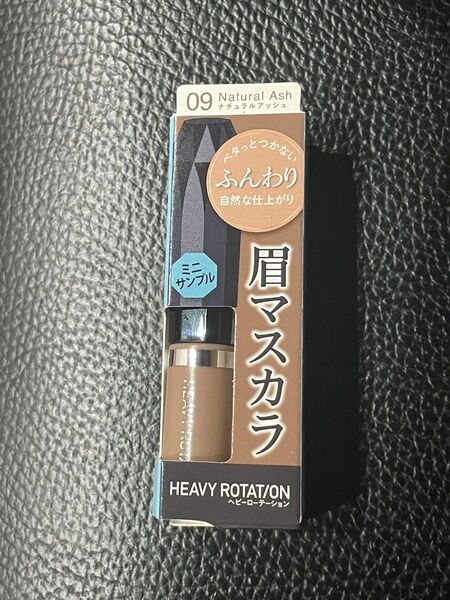 09 Natural Ash
ナチュラルアッシュ
ベタっとつかない
ふんわり
自然な仕上がり
ミニ
サンプル
眉マスカラ
HEAVY ROTATION
ヘビーローテーション